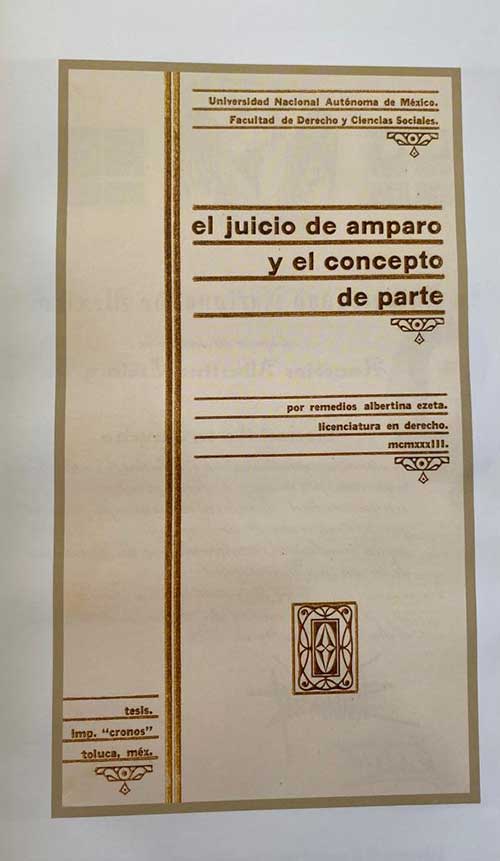 Universidad Nacional Autónoma de México.
Facultad de Derecho y Ciencias Sociales.
el juicio de amparo
y el concepto
de parte
por remedios albertina ezeta.
licenciatura en derecho.
mcmxxxIII.
tesis.
imp. "cronos"
toluca, méx.